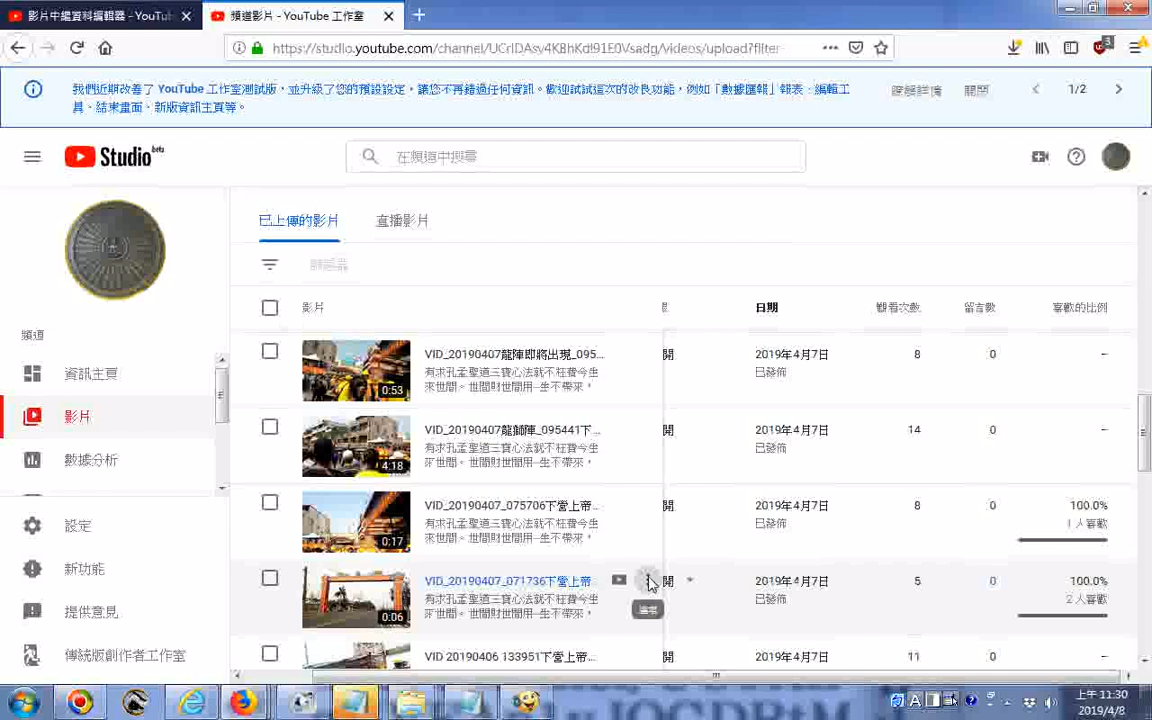 影片中繼資料編輯器 - YouTu
頻道影片 - YouTube 工作室
https://studio.youtube.com/channel/
/videos/upload?filter
3
我們近期改善了 YouTube 工作室測試版，並升級了您的預設設定，讓您不再錯過任何資訊。歡迎試試這次的改良功能，例如「數據匯報」報表、編輯工
具、結束畫面、新版資訊主頁等。
瞭解詳情
關閉
1/2
Studio beta
在頻道中搜尋
已上傳的影片
直播影片
篩選器
影片
日期
觀看次數
留言數
喜歡的比例
頻道
資訊主頁
影片
數據分析
設定
新功能
提供意見
傳統版創作者工作室
VID_20190407龍陣即將出現_095...
有求孔孟聖道三寶心法就不枉費今生
來世間。世間財世間用一生不帶來，
0:53
開
2019年4月7日
已發佈
8
0
–
VID_20190407龍獅陣_095441下...
有求孔孟聖道三寶心法就不枉費今生
來世間。世間財世間用一生不帶來，
4:18
開
2019年4月7日
已發佈
14
0
–
VID_20190407_075706下營上帝...
有求孔孟聖道三寶心法就不枉費今生
來世間。世間財世間用一生不帶來，
0:17
開
2019年4月7日
已發佈
8
0
100.0%
1 人喜歡
VID_20190407_071736下營上帝...
有求孔孟聖道三寶心法就不枉費今生
來世間。世間財世間用一生不帶來，
0:06
開
2019年4月7日
已發佈
5
0
100.0%
2 人喜歡
選項
VID 20190406 133951下營上帝...
開
2019年4月7日
11
0
–
上午 11:30
2019/4/8